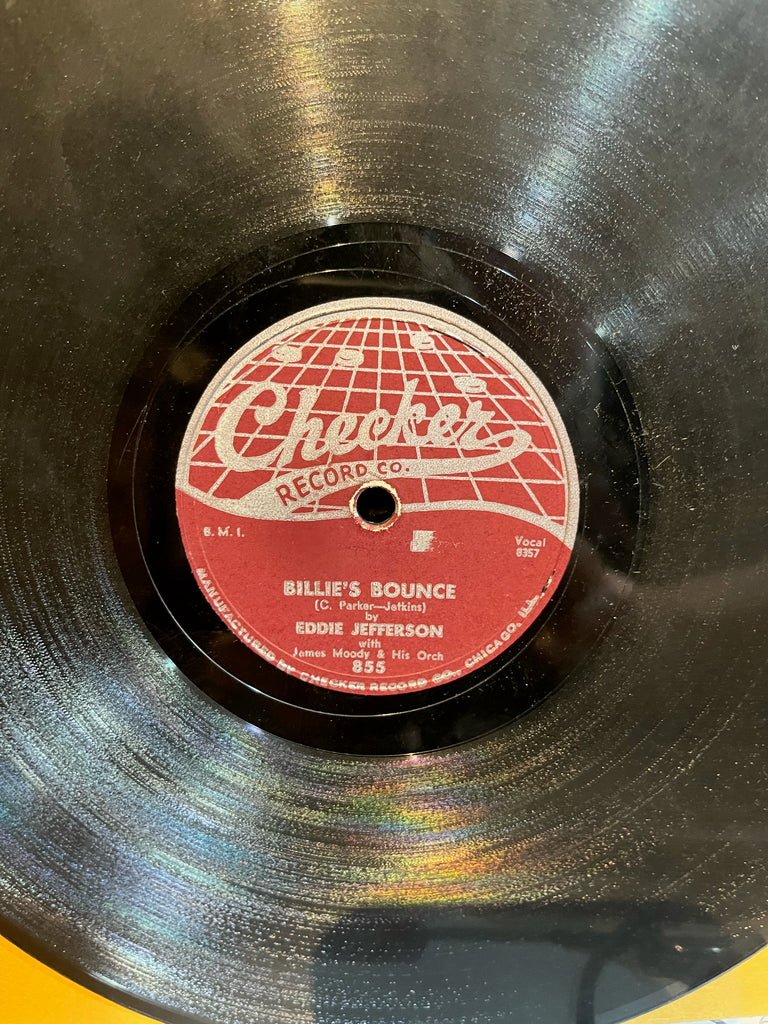 Checker
RECORD CO.
B. M. I.
Vocal
8357
BILLIE'S BOUNCE
(C. Parker—Jefkins)
by
EDDIE JEFFERSON
with
James Moody & His Orch
855
MANUFACTURED BY CHECKER RECORD CO., CHICAGO, ILL.